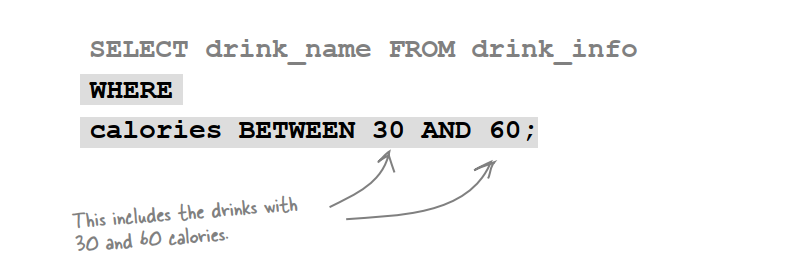 SELECT drink_name FROM drink_info
WHERE
calories BETWEEN 30 AND 60;
This includes the drinks with
30 and 60 calories.